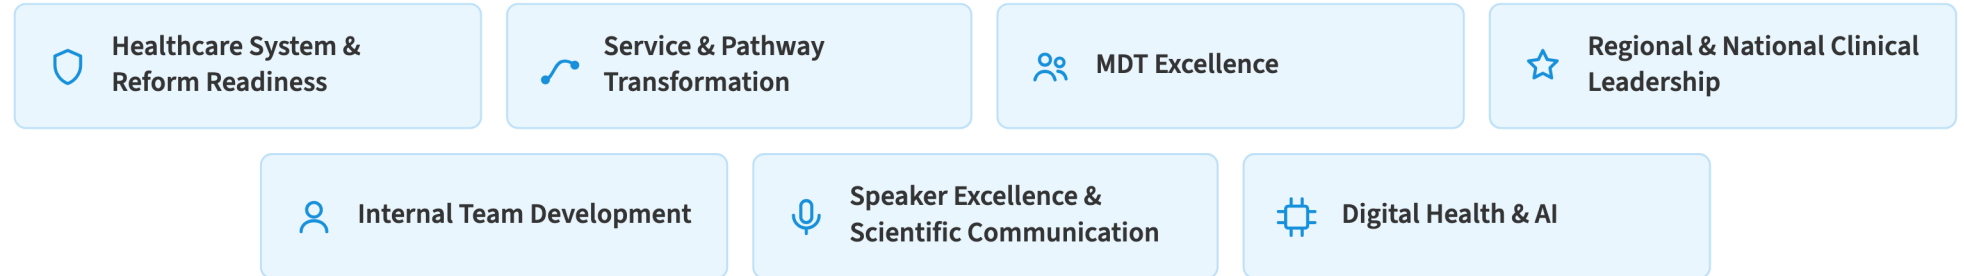 Healthcare System &
Reform Readiness
Service & Pathway
Transformation
MDT Excellence
Regional & National Clinical
Leadership
Internal Team Development
Speaker Excellence &
Scientific Communication
Digital Health & AI